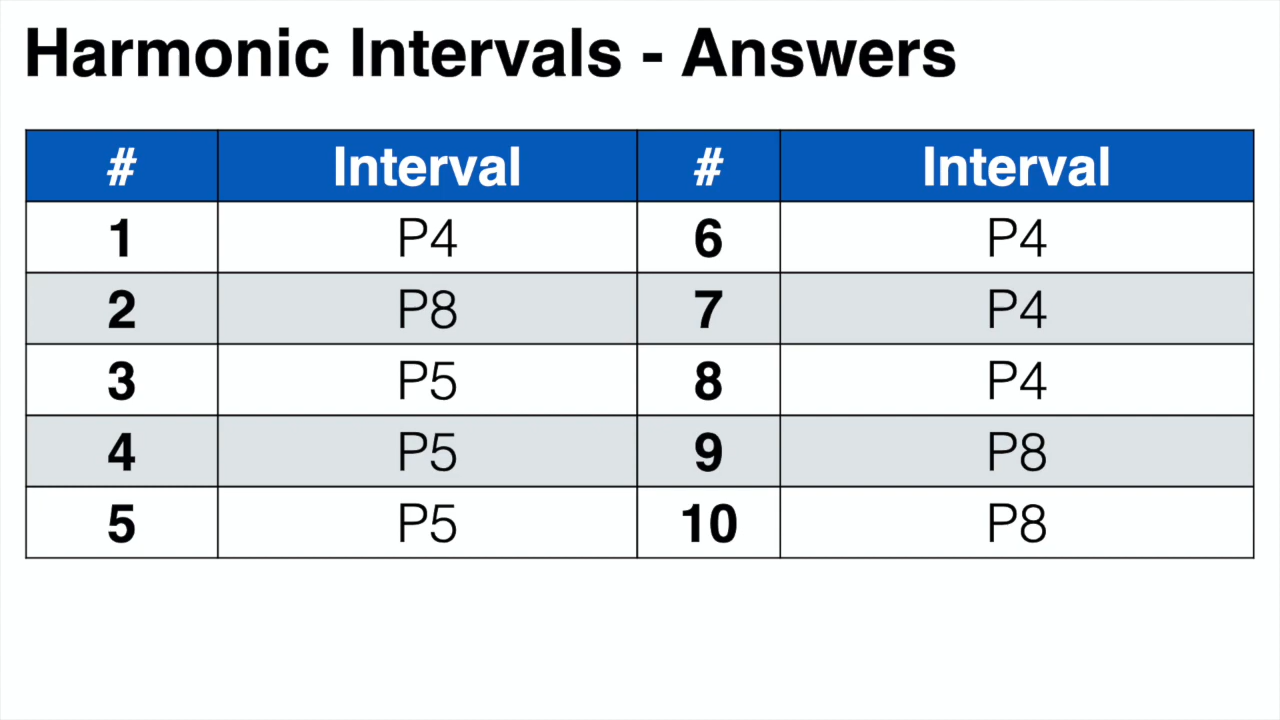 Harmonic Intervals - Answers
# Interval # Interval
1 P4 6 P4
2 P8 7 P4
3 P5 8 P4
4 P5 9 P8
5 P5 10 P8